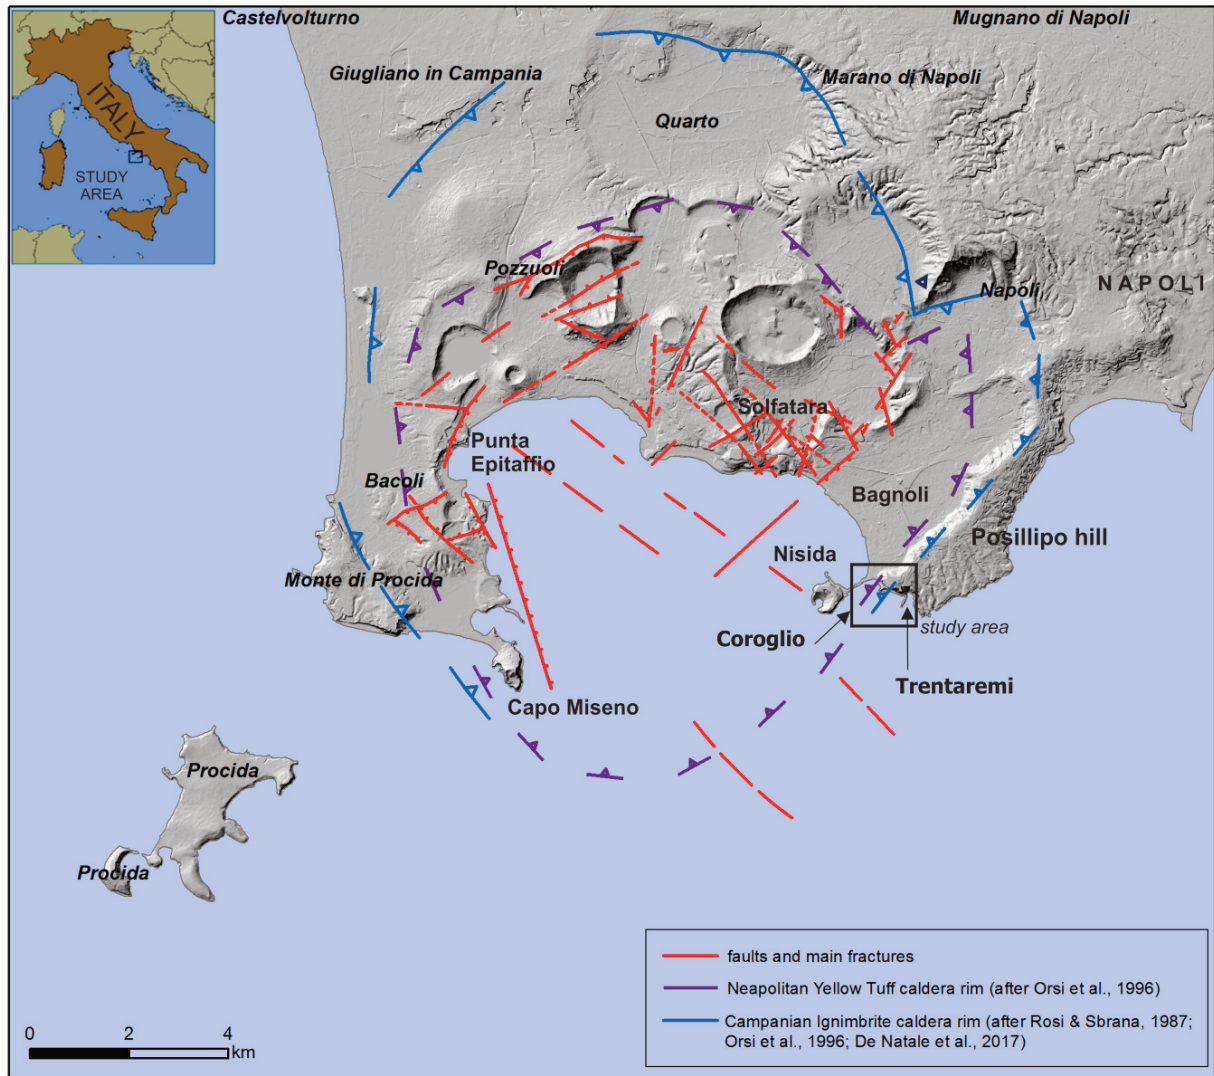 Castelvolturno
Mugnano di Napoli
ITALY
STUDY
AREA
Giugliano in Campania
Marano di Napoli
Quarto
Pozzuoli
Napoli
NAPOLI
Solfatara
Punta
Epitaffio
Bacoli
Bagnoli
Posillipo hill
Nisida
Monte di Procida
study area
Coroglio
Trentaremi
Capo Miseno
Procida
Procida
faults and main fractures
Neapolitan Yellow Tuff caldera rim (after Orsi et al., 1996)
Campanian Ignimbrite caldera rim (after Rosi & Sbrana, 1987;
Orsi et al., 1996; De Natale et al., 2017)
0 2 4
km